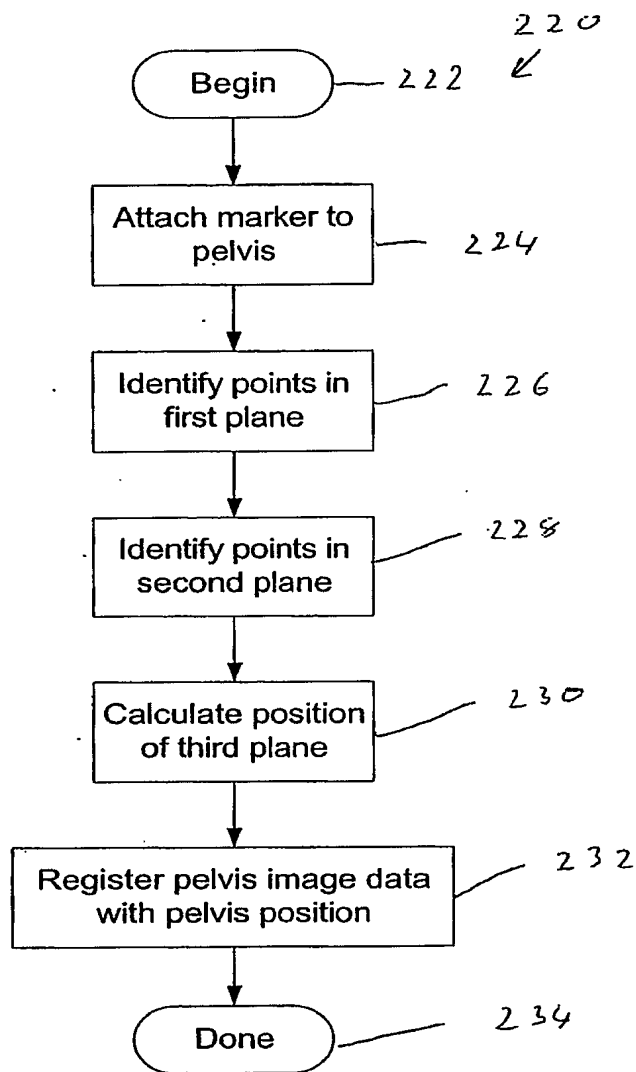 220
Begin
222
Attach marker to
pelvis
224
Identify points in
first plane
226
Identify points in
second plane
228
Calculate position
of third plane
230
Register pelvis image data
with pelvis position
232
Done
234